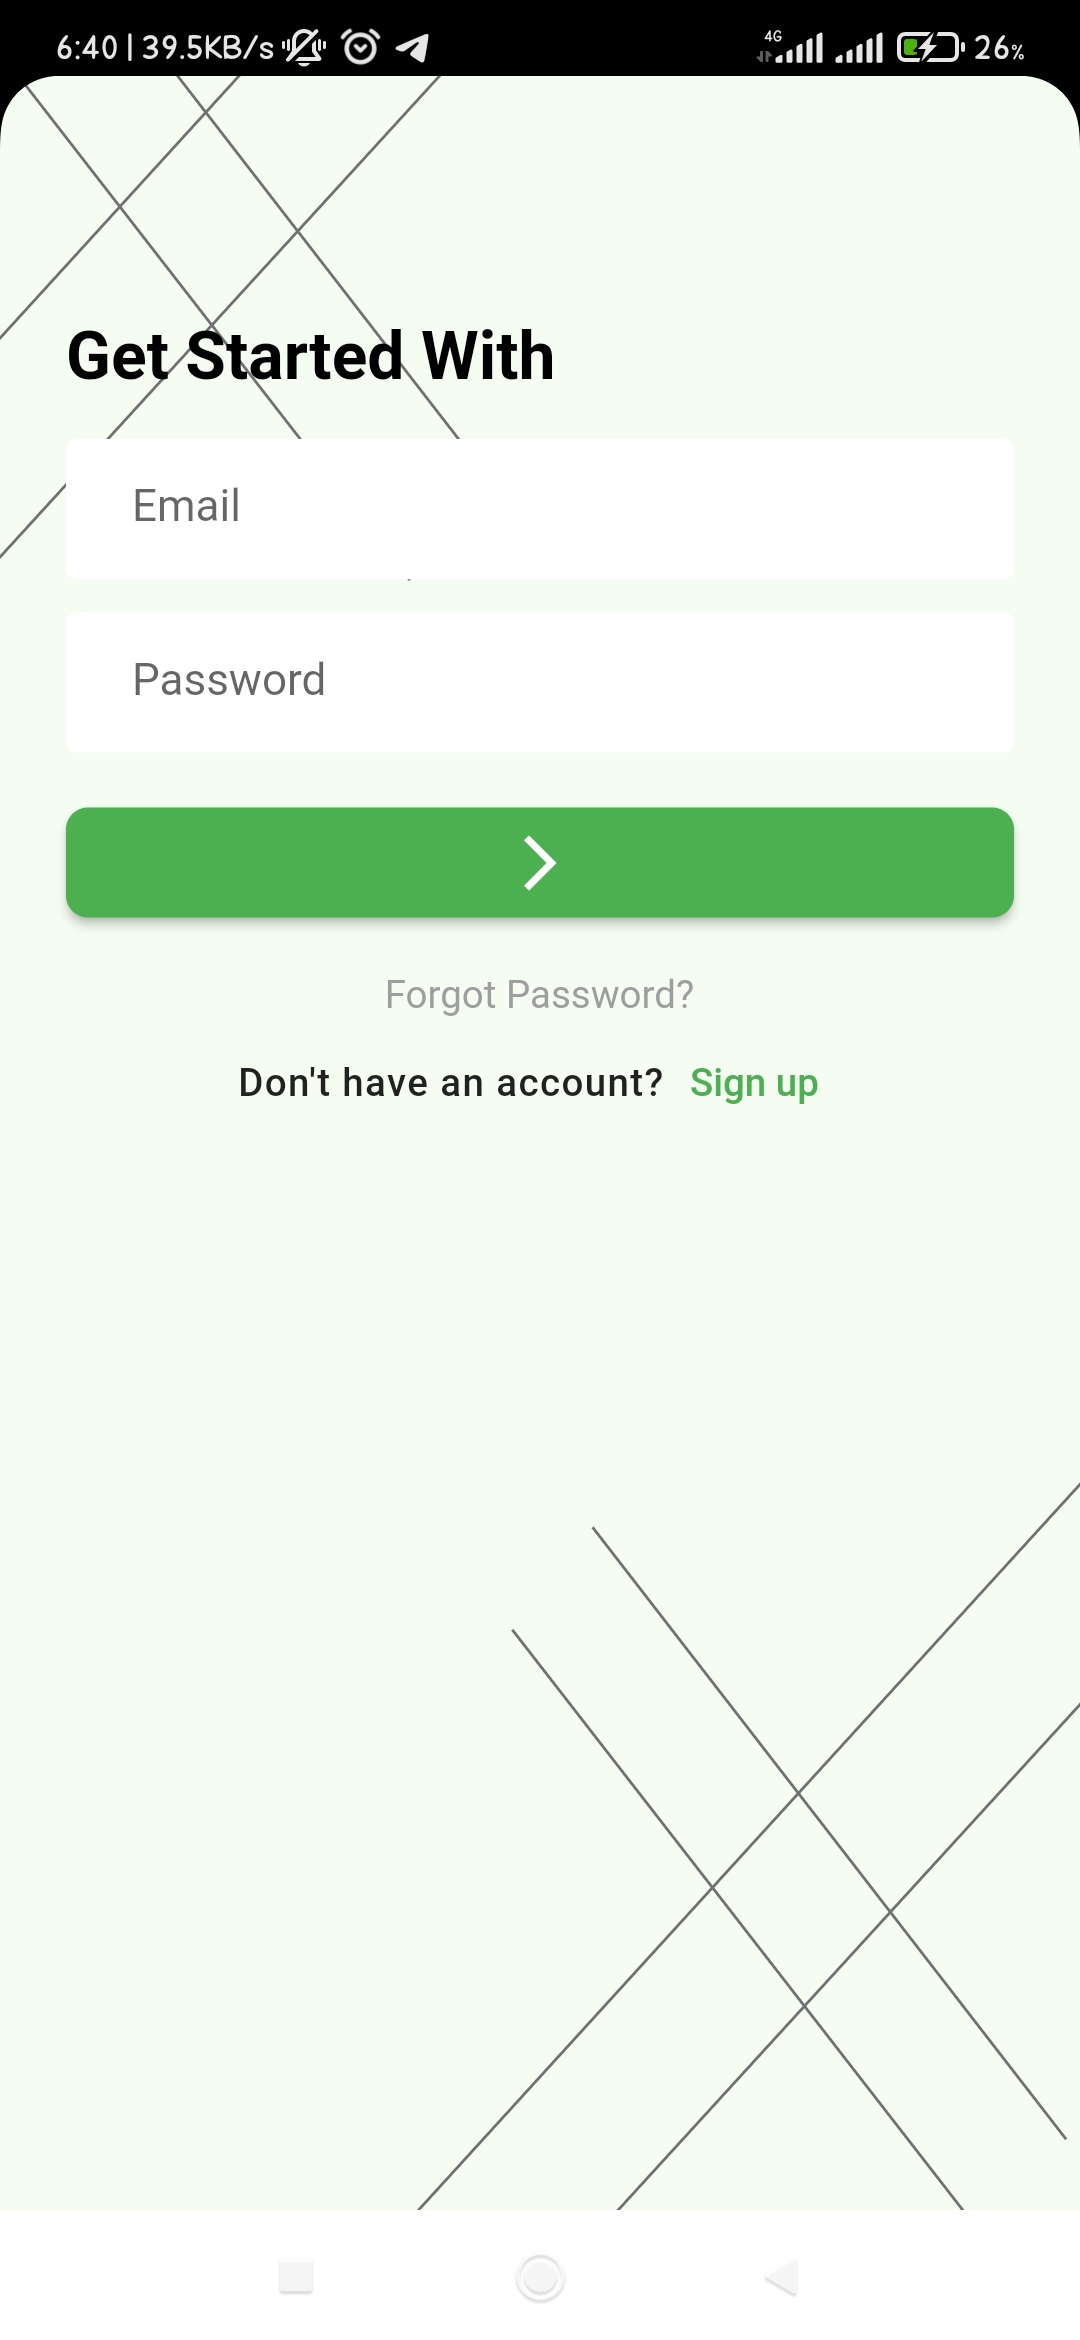 6:40 | 39.5KB/s 4G 26%
Get Started With
Email
Password
Forgot Password?
Don't have an account? Sign up